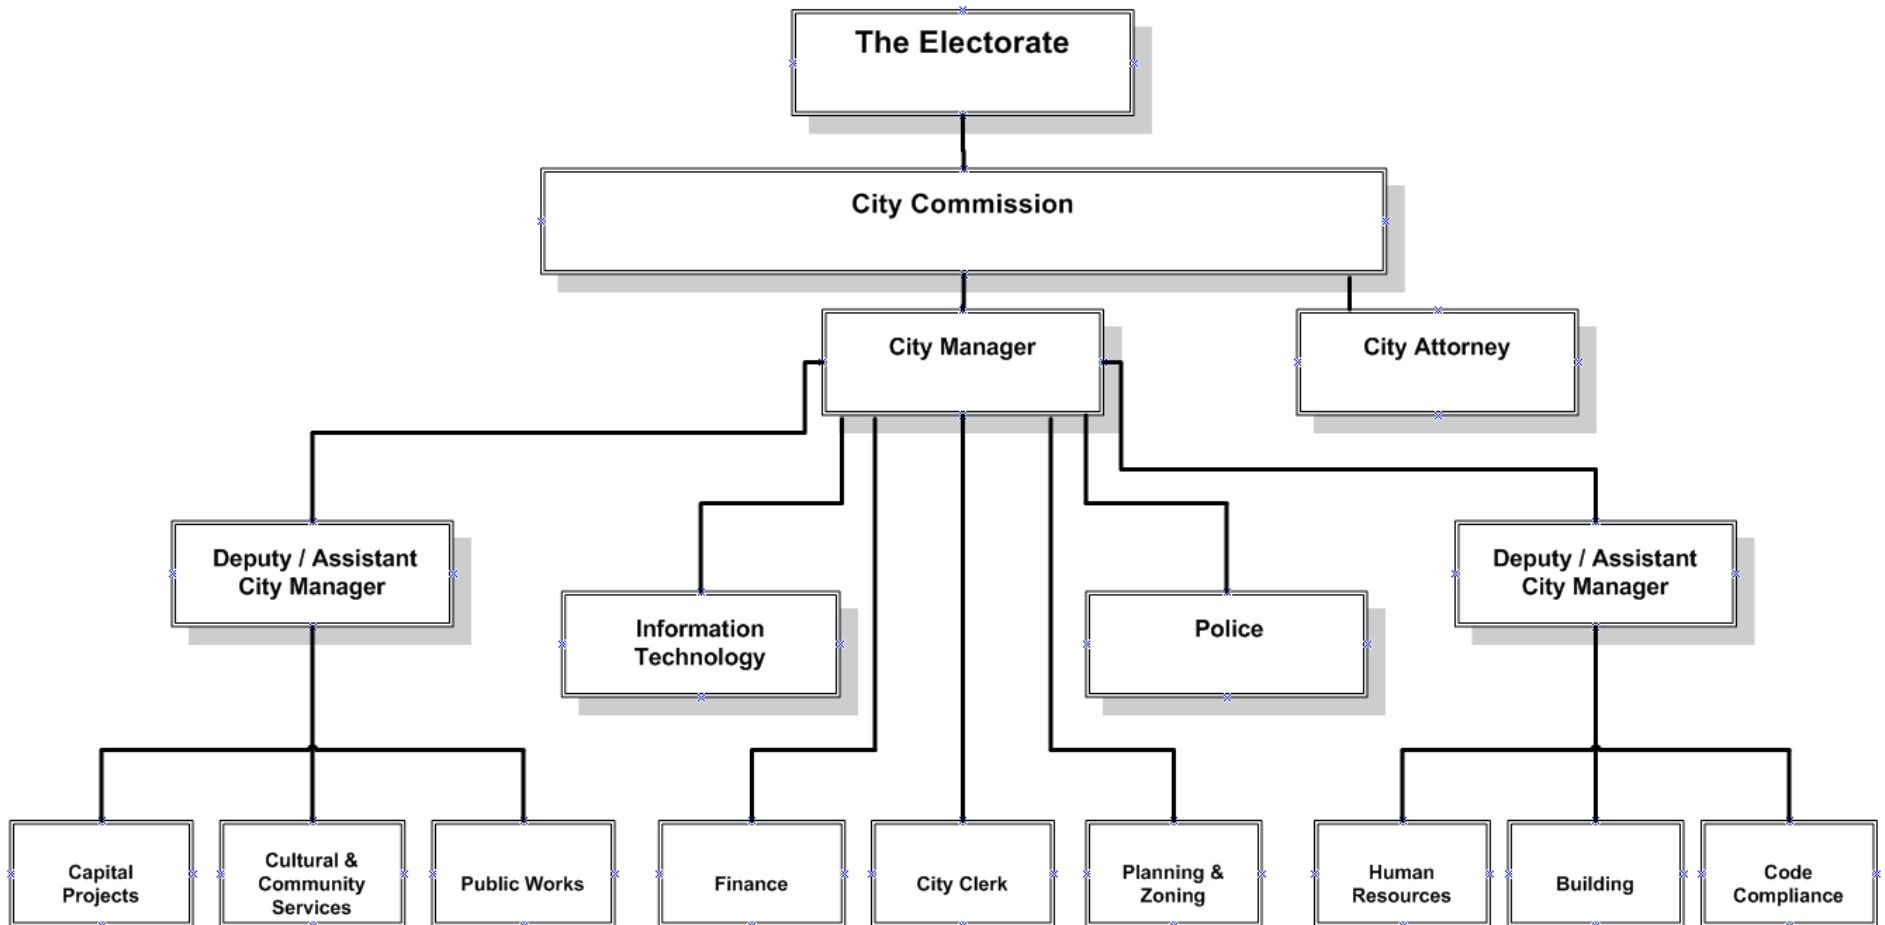 The Electorate
City Commission
City Manager
City Attorney
Deputy / Assistant
City Manager
Information
Technology
Police
Deputy / Assistant
City Manager
Capital
Projects
Cultural &
Community
Services
Public Works
Finance
City Clerk
Planning &
Zoning
Human
Resources
Building
Code
Compliance